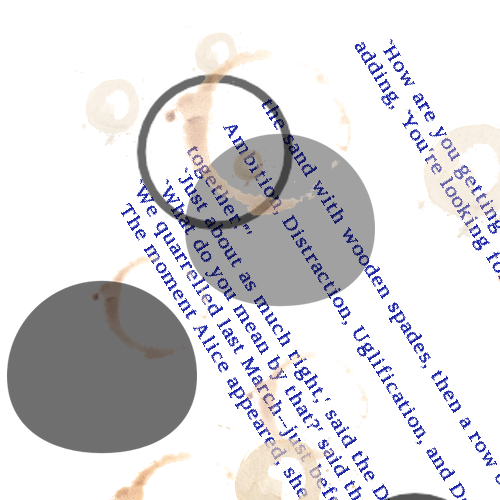 `How are you getting
adding, `You're looking fo
the sand with wooden spades, then a row
Ambition, Distraction, Uglification, and D
together."'
`Just about as much right,' said the D
`What do you mean by that?' said th
`We quarrelled last March--just befo
The moment Alice appeared, she